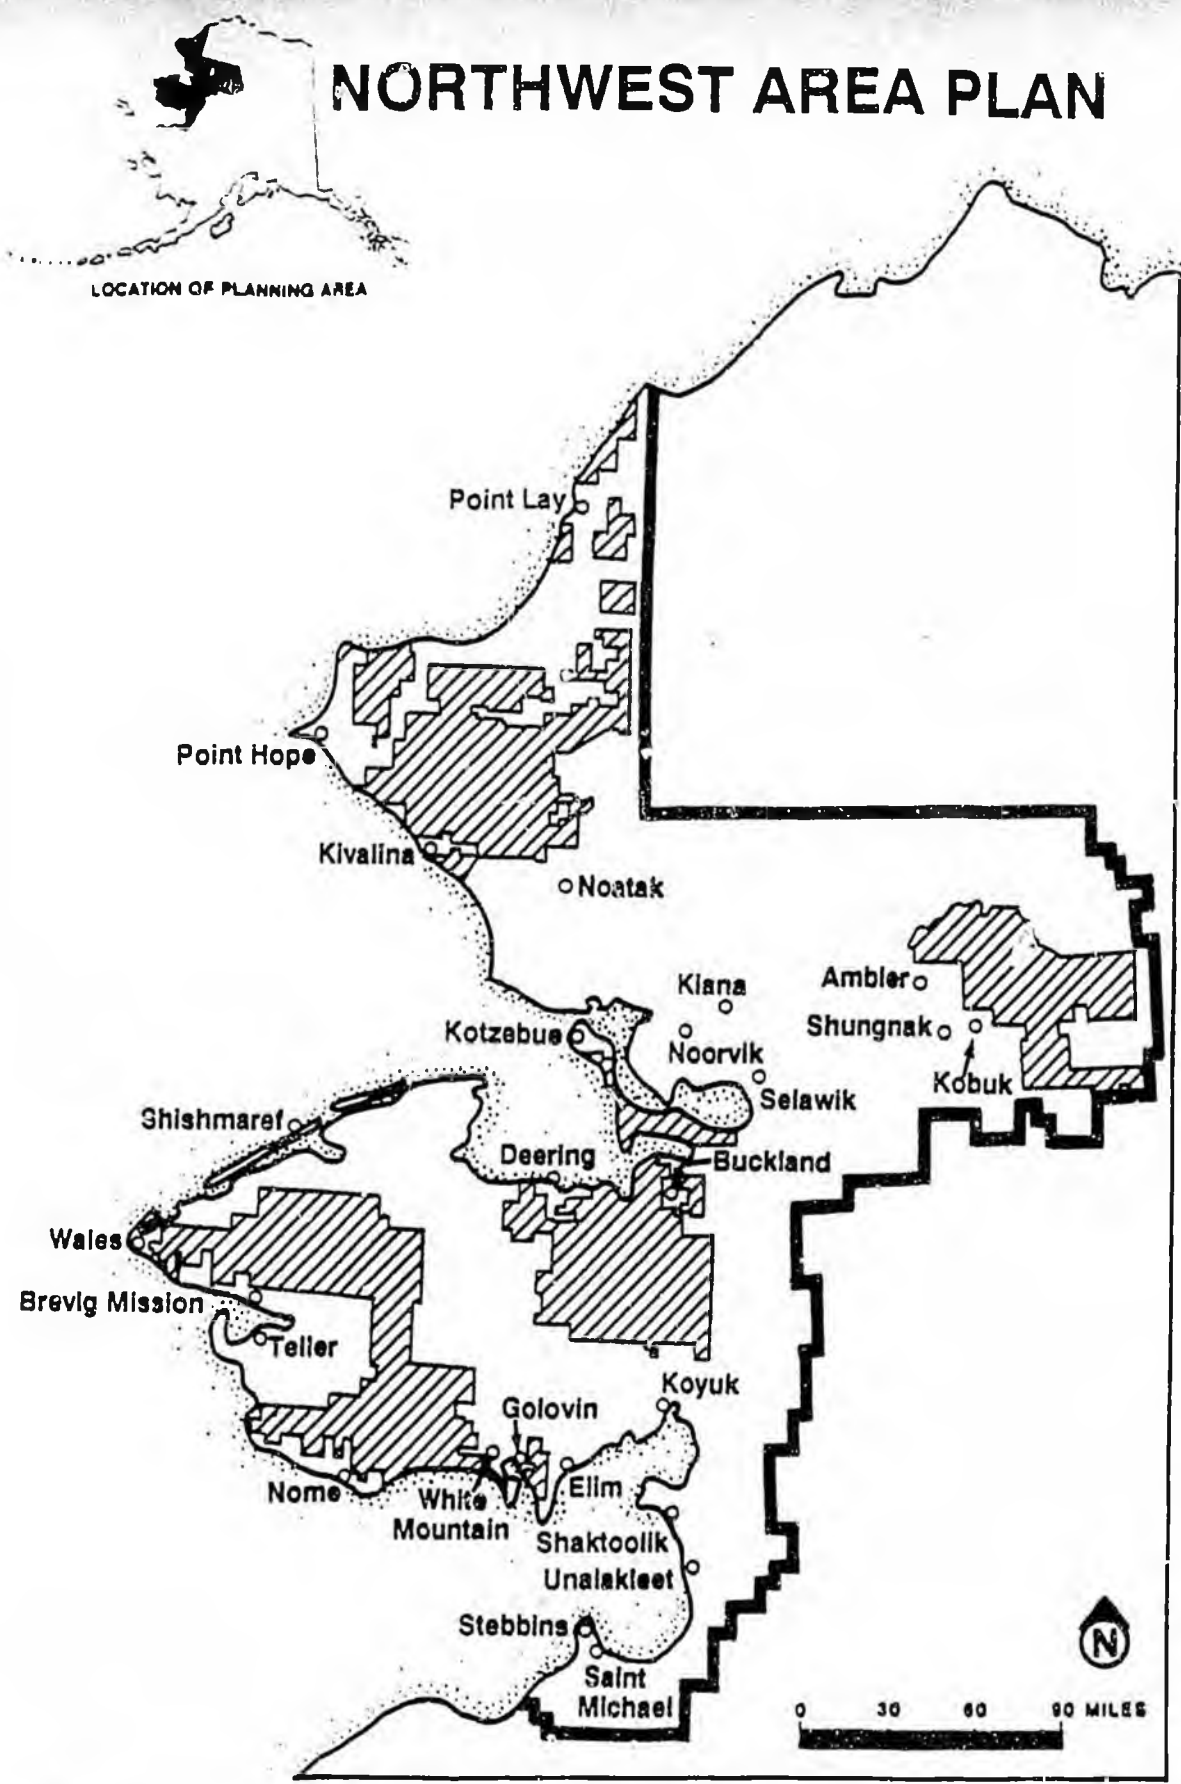 NORTHWEST AREA PLAN
LOCATION OF PLANNING AREA
Point Lay
Point Hope
Kivalina
Noatak
Ambler
Kiana
Shungnak
Kotzebue
Noorvik
Kobuk
Selawik
Shishmaref
Deering
Buckland
Wales
Brevig Mission
Teller
Koyuk
Golovin
Nome
White
Mountain
Elim
Shaktoolik
Unalakleet
Stebbins
Saint
Michael
N
0 30 60 90 MILES